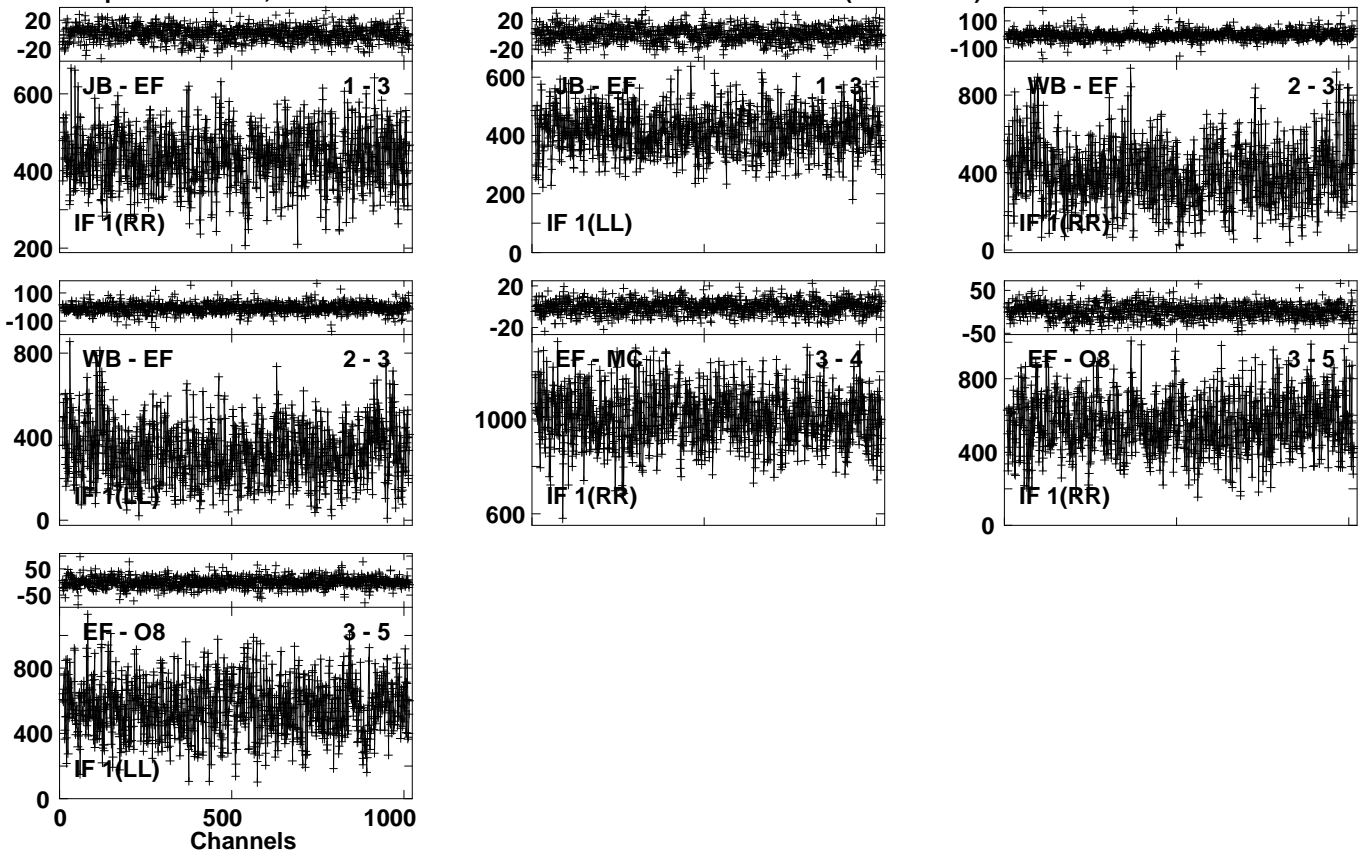 20
-20
JB - EF 1 - 3
600
400
IF 1(RR)
200
20
-20
600
JB - EF 1 - 3
400
200
IF 1(LL)
0
100
-100
WB - EF 2 - 3
800
400
IF 1(RR)
0
100
-100
800
WB - EF 2 - 3
400
IF 1(LL)
0
20
-20
EF - MC 3 - 4
1000
IF 1(RR)
600
50
-50
EF - O8 3 - 5
800
400
IF 1(RR)
0
50
-50
EF - O8 3 - 5
800
400
IF 1(LL)
0
0 500 1000
Channels